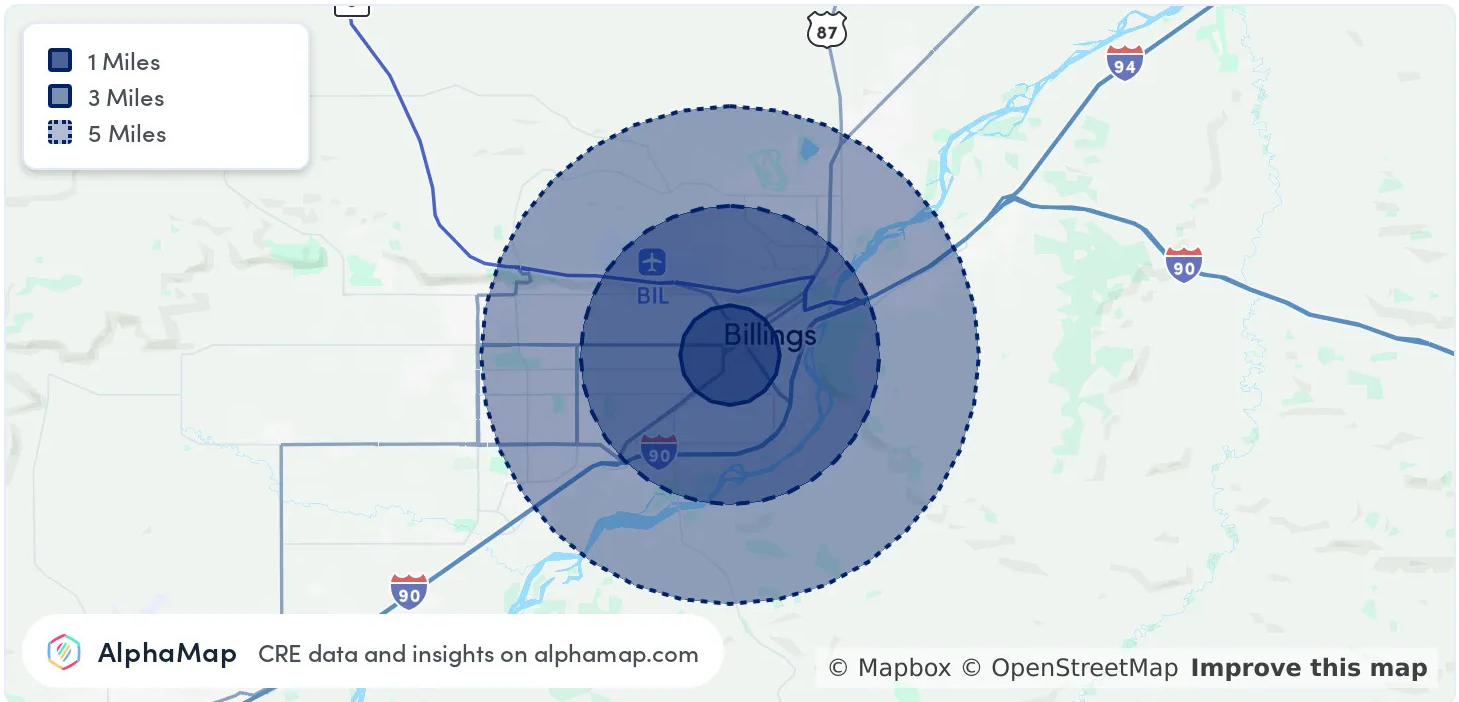 1 Miles
3 Miles
5 Miles
87
94
90
BIL
Billings
90
90
AlphaMap CRE data and insights on alphamap.com
© Mapbox © OpenStreetMap Improve this map